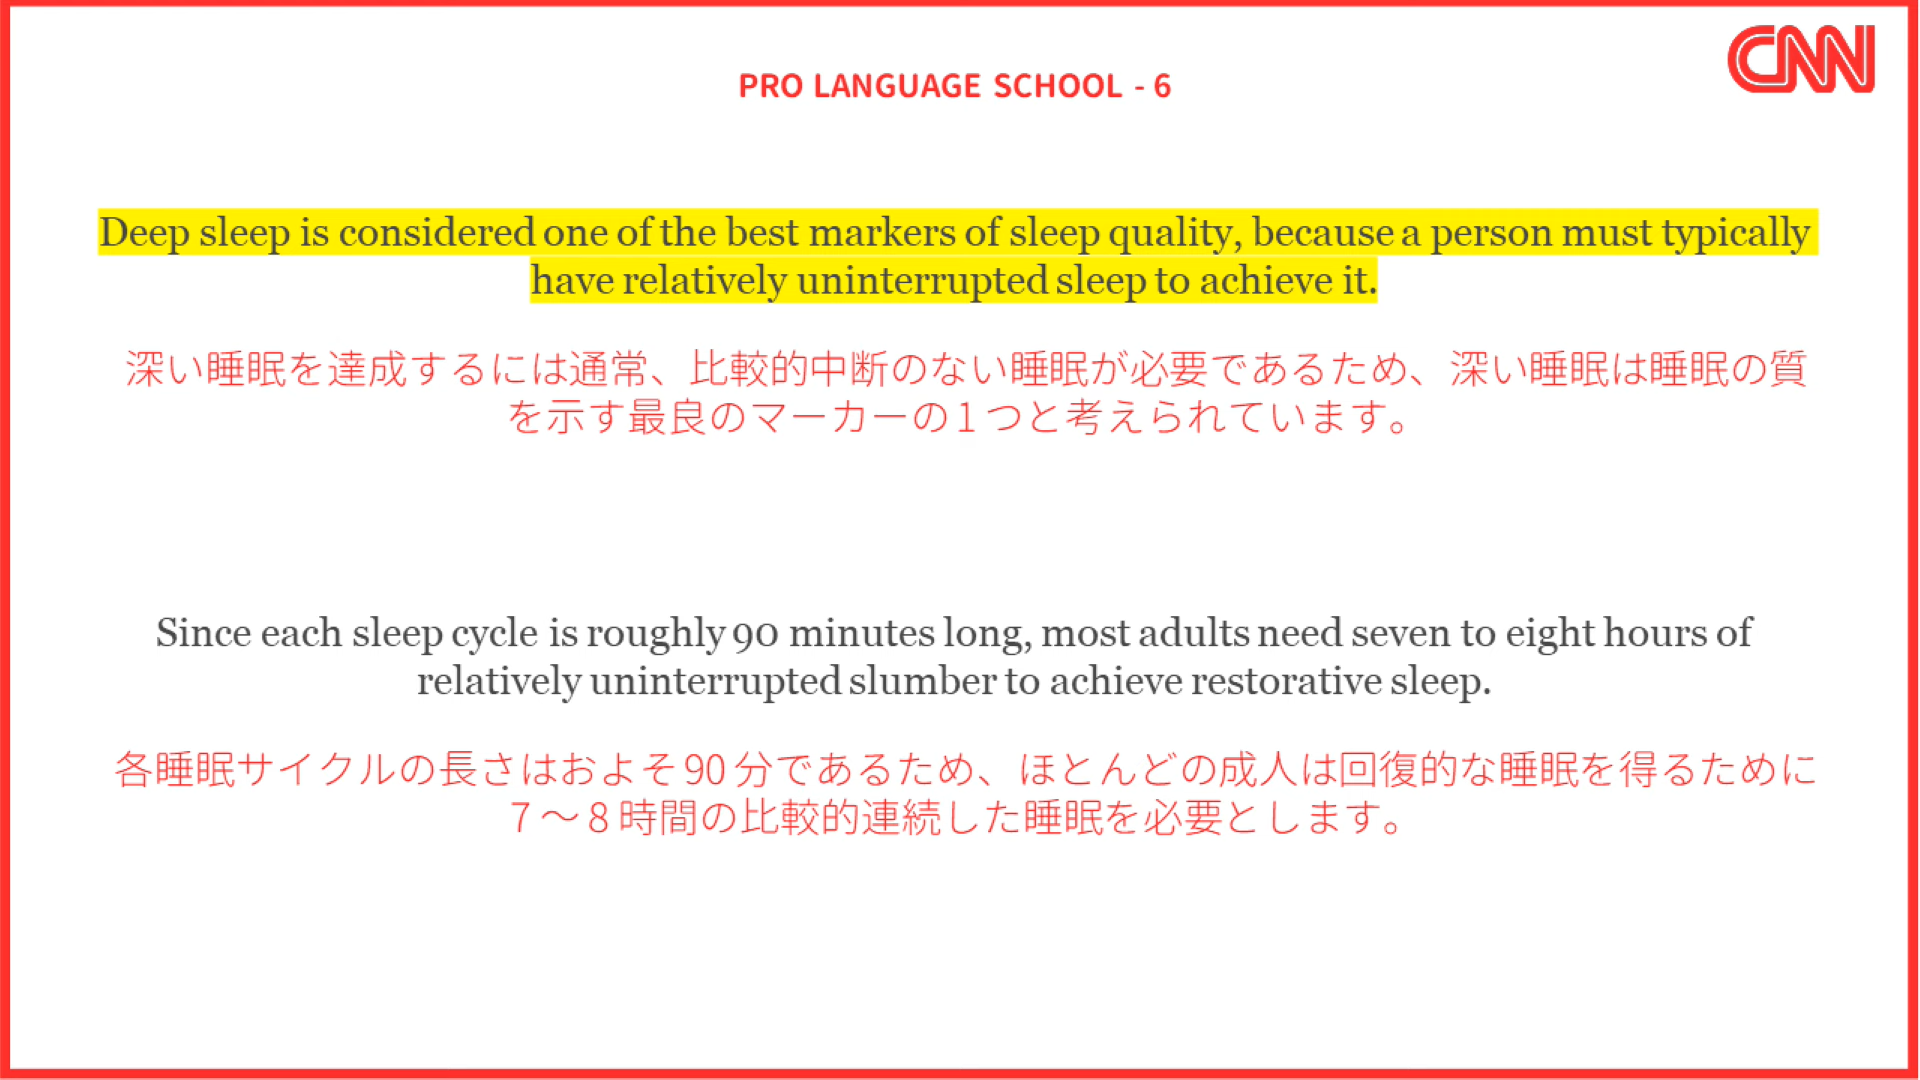 CNN
PRO LANGUAGE SCHOOL - 6
Deep sleep is considered one of the best markers of sleep quality, because a person must typically
have relatively uninterrupted sleep to achieve it.
深い睡眠を達成するには通常、比較的中断のない睡眠が必要であるため、深い睡眠は睡眠の質
を示す最良のマーカーの1つと考えられています。
Since each sleep cycle is roughly 90 minutes long, most adults need seven to eight hours of
relatively uninterrupted slumber to achieve restorative sleep.
各睡眠サイクルの長さはおよそ90分であるため、ほとんどの成人は回復的な睡眠を得るために
7～8時間の比較的連続した睡眠を必要とします。